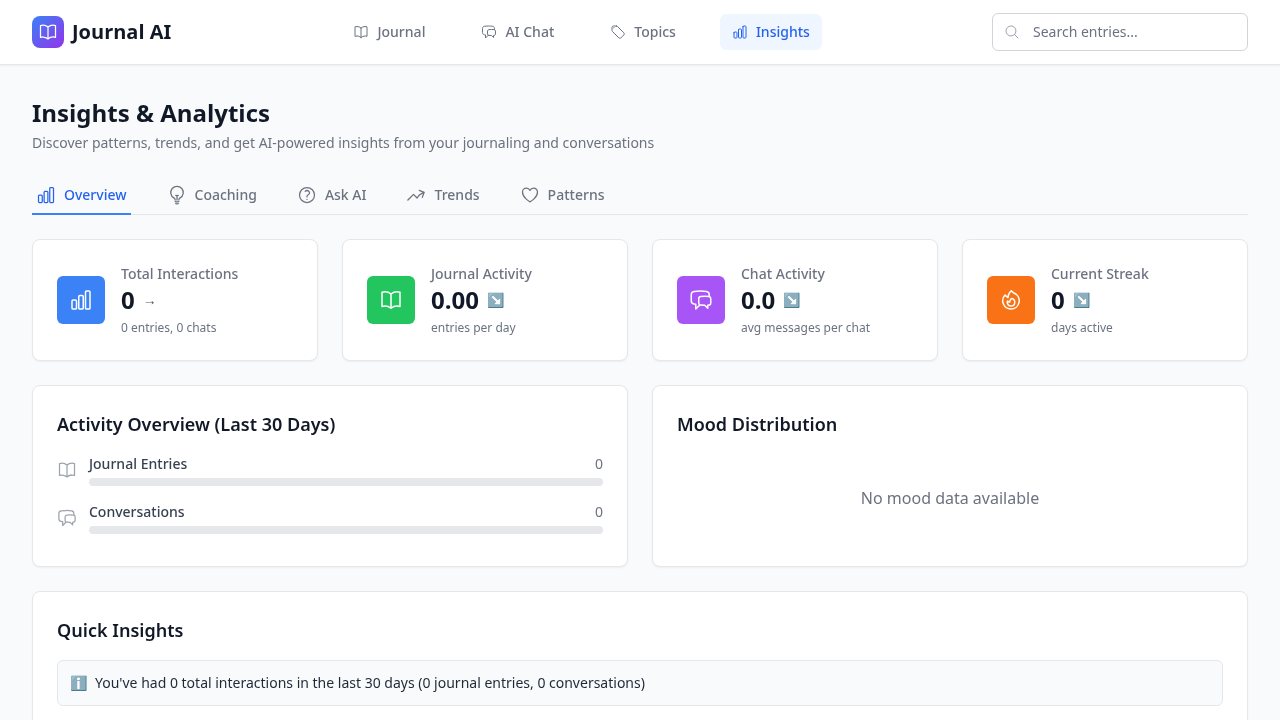 Journal AI
Journal
AI Chat
Topics
Insights
Search entries...
Insights & Analytics
Discover patterns, trends, and get AI-powered insights from your journaling and conversations
Overview
Coaching
Ask AI
Trends
Patterns
Total Interactions
0 →
0 entries, 0 chats
Journal Activity
0.00 ↘️
entries per day
Chat Activity
0.0 ↘️
avg messages per chat
Current Streak
0 ↘️
days active
Activity Overview (Last 30 Days)
Journal Entries 0
Conversations 0
Mood Distribution
No mood data available
Quick Insights
ℹ️ You've had 0 total interactions in the last 30 days (0 journal entries, 0 conversations)